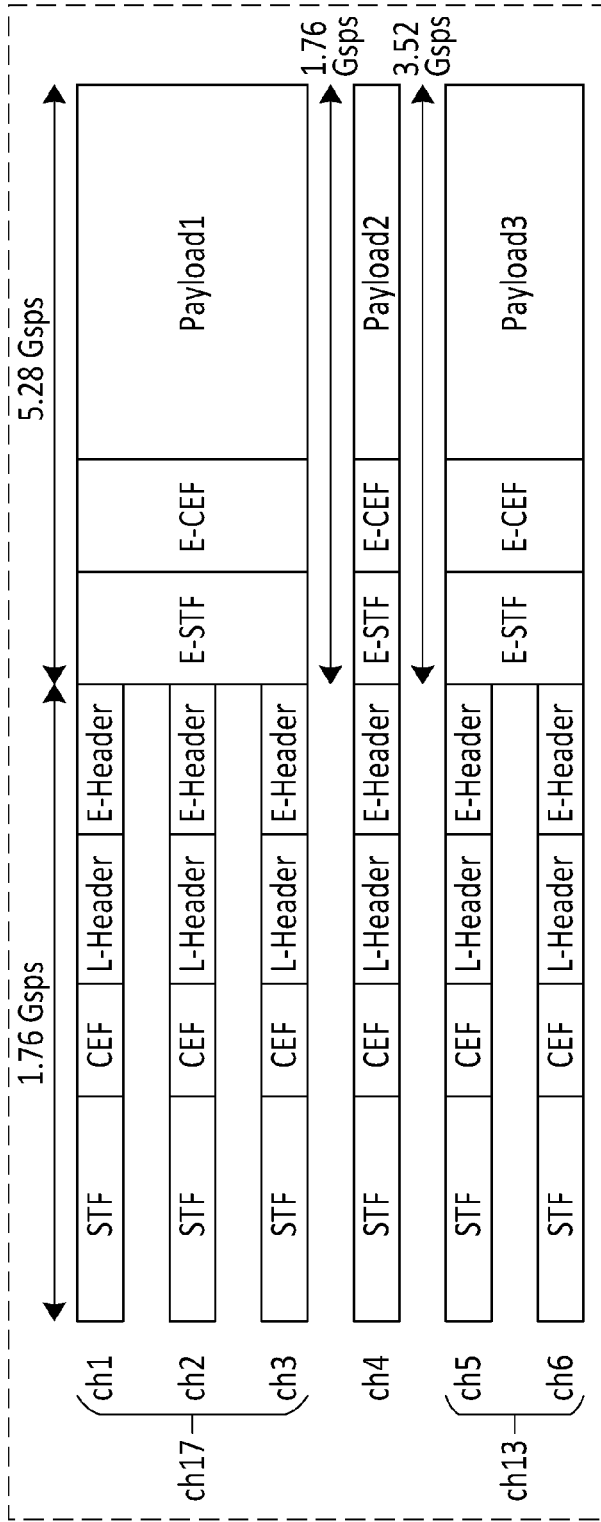 1.76 Gsps
5.28 Gsps
ch17
ch1
STF
CEF
L-Header
E-Header
E-STF
E-CEF
Payload1
ch2
STF
CEF
L-Header
E-Header
ch3
STF
CEF
L-Header
E-Header
1.76
Gsps
ch4
STF
CEF
L-Header
E-Header
E-STF
E-CEF
Payload2
3.52
Gsps
ch13
ch5
STF
CEF
L-Header
E-Header
E-STF
E-CEF
Payload3
ch6
STF
CEF
L-Header
E-Header